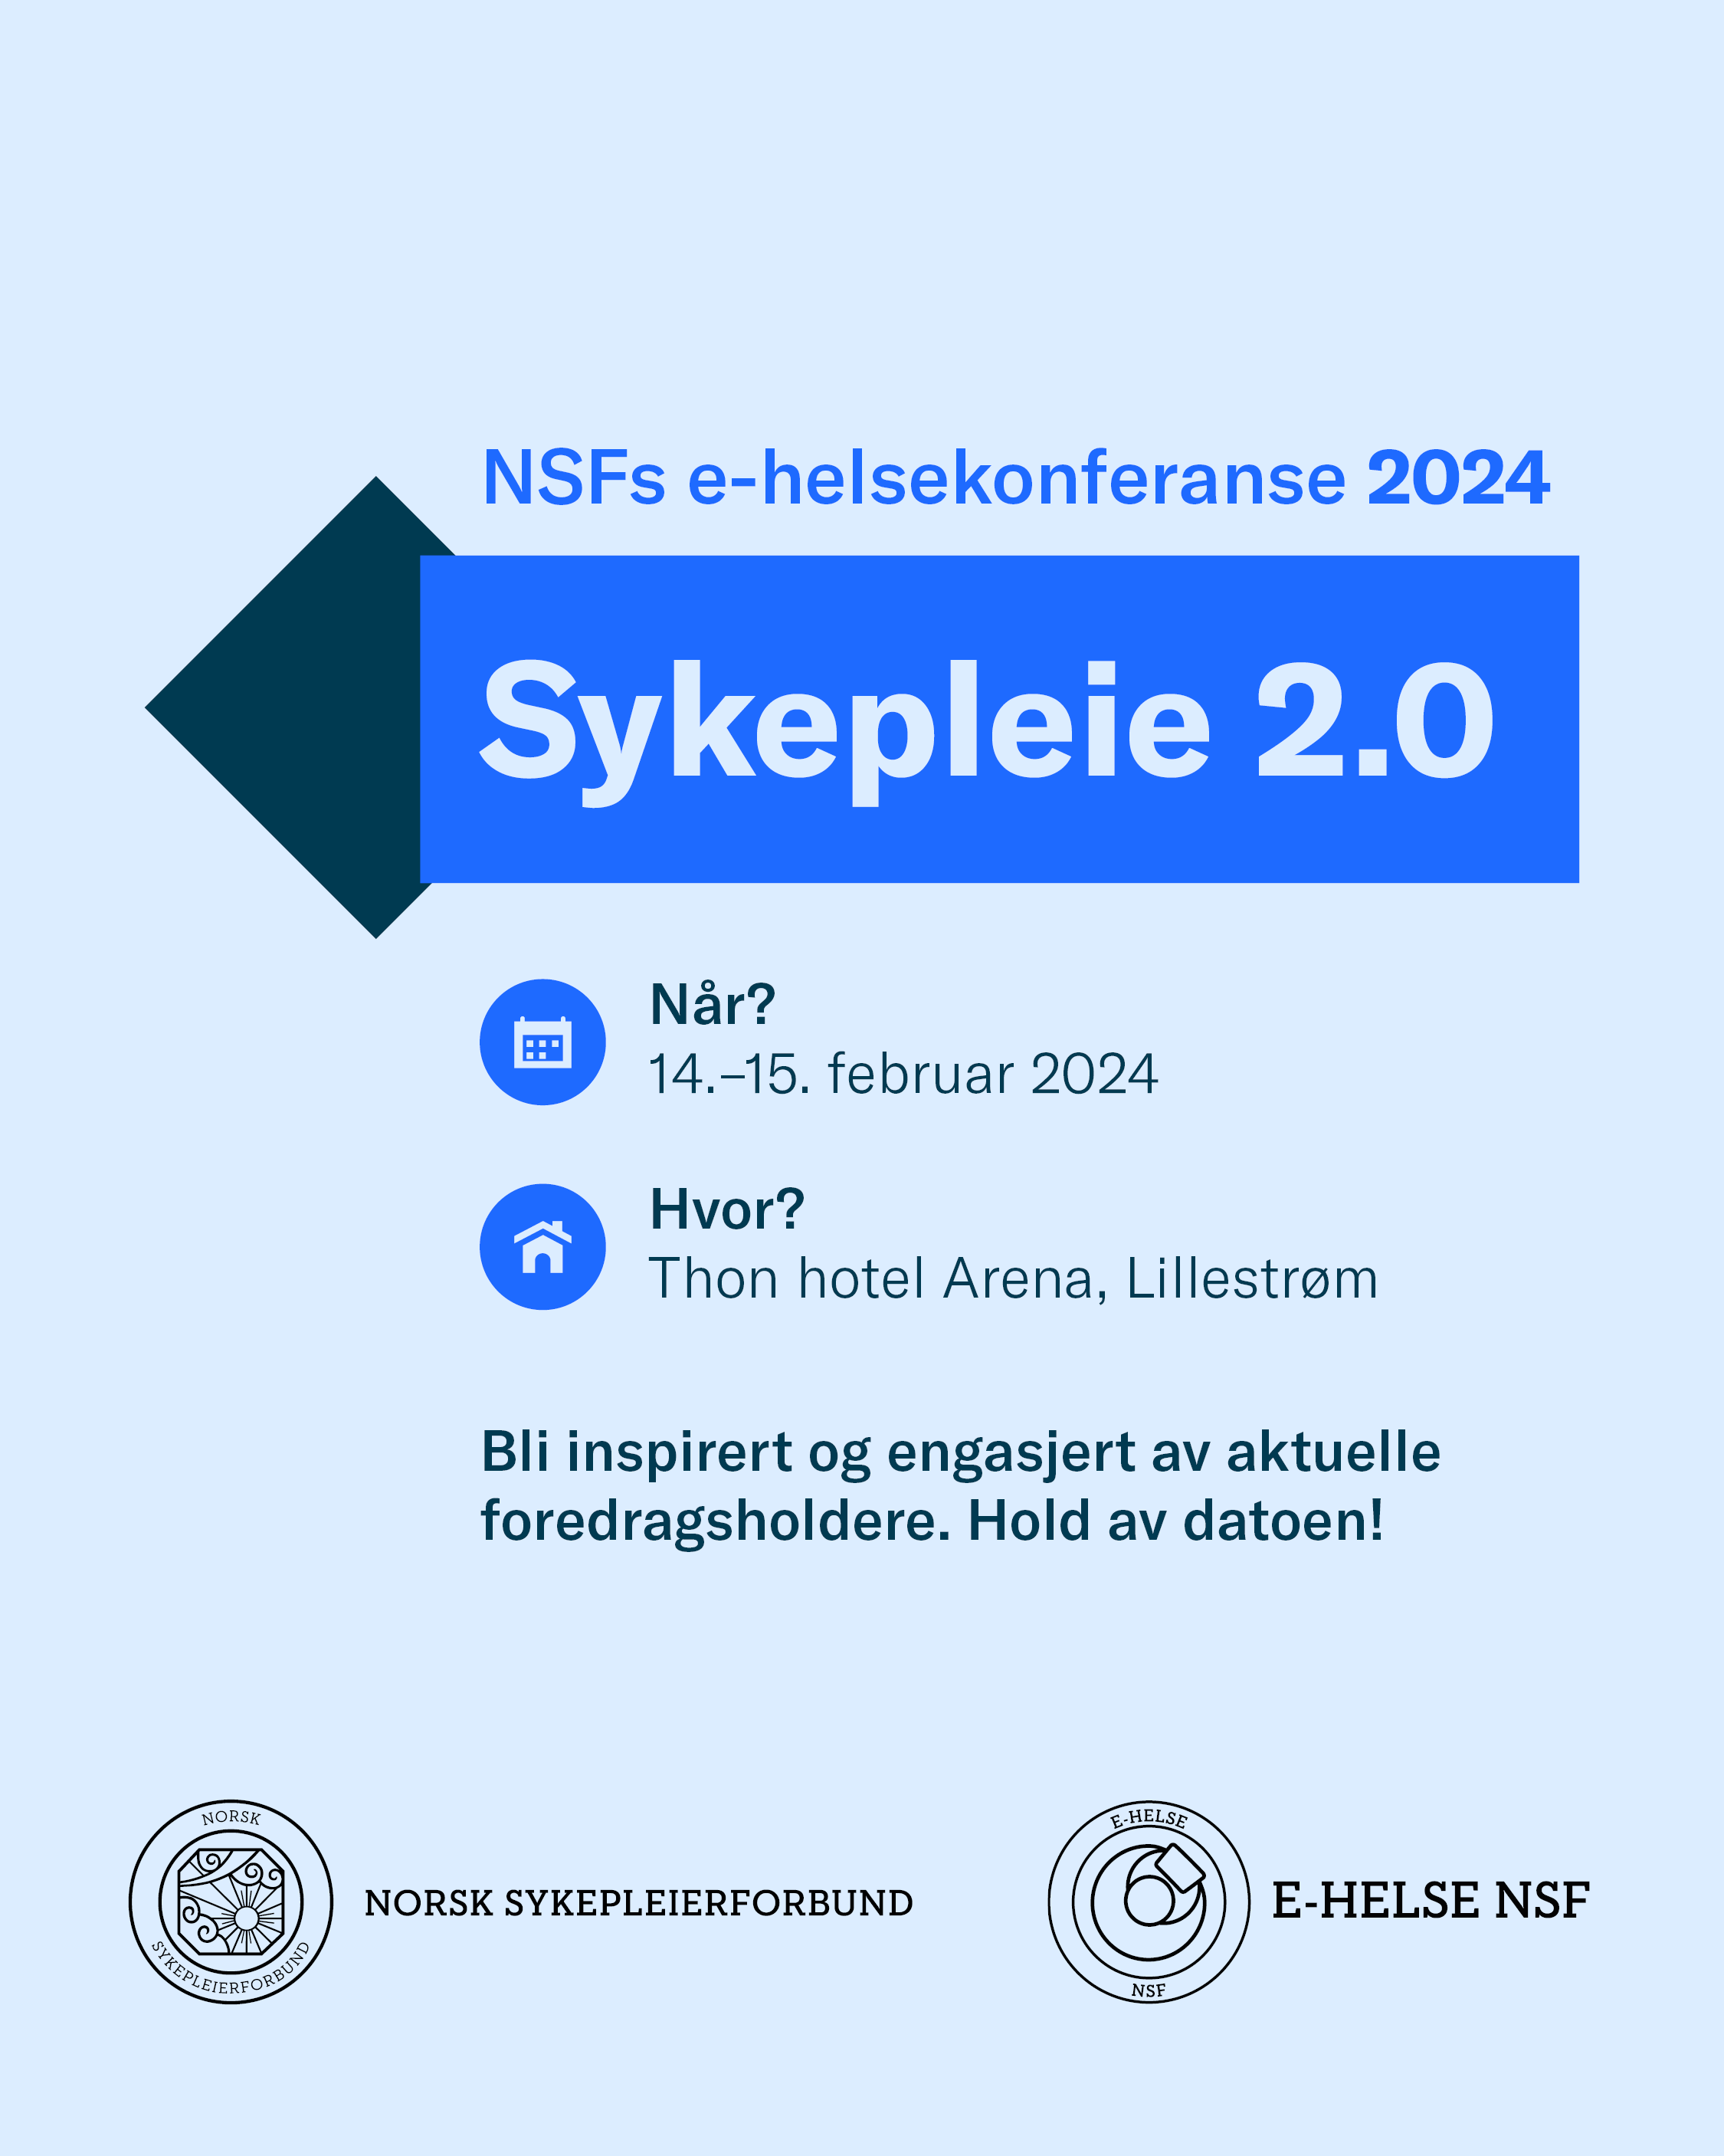 NSFs e-helsekonferanse 2024
Sykepleie 2.0
Når?
14.–15. februar 2024
Hvor?
Thon hotel Arena, Lillestrøm
Bli inspirert og engasjert av aktuelle
foredragsholdere. Hold av datoen!
NORSK
SYKEPLEIERFORBUND
NORSK SYKEPLEIERFORBUND
E-HELSE
NSF
E-HELSE NSF